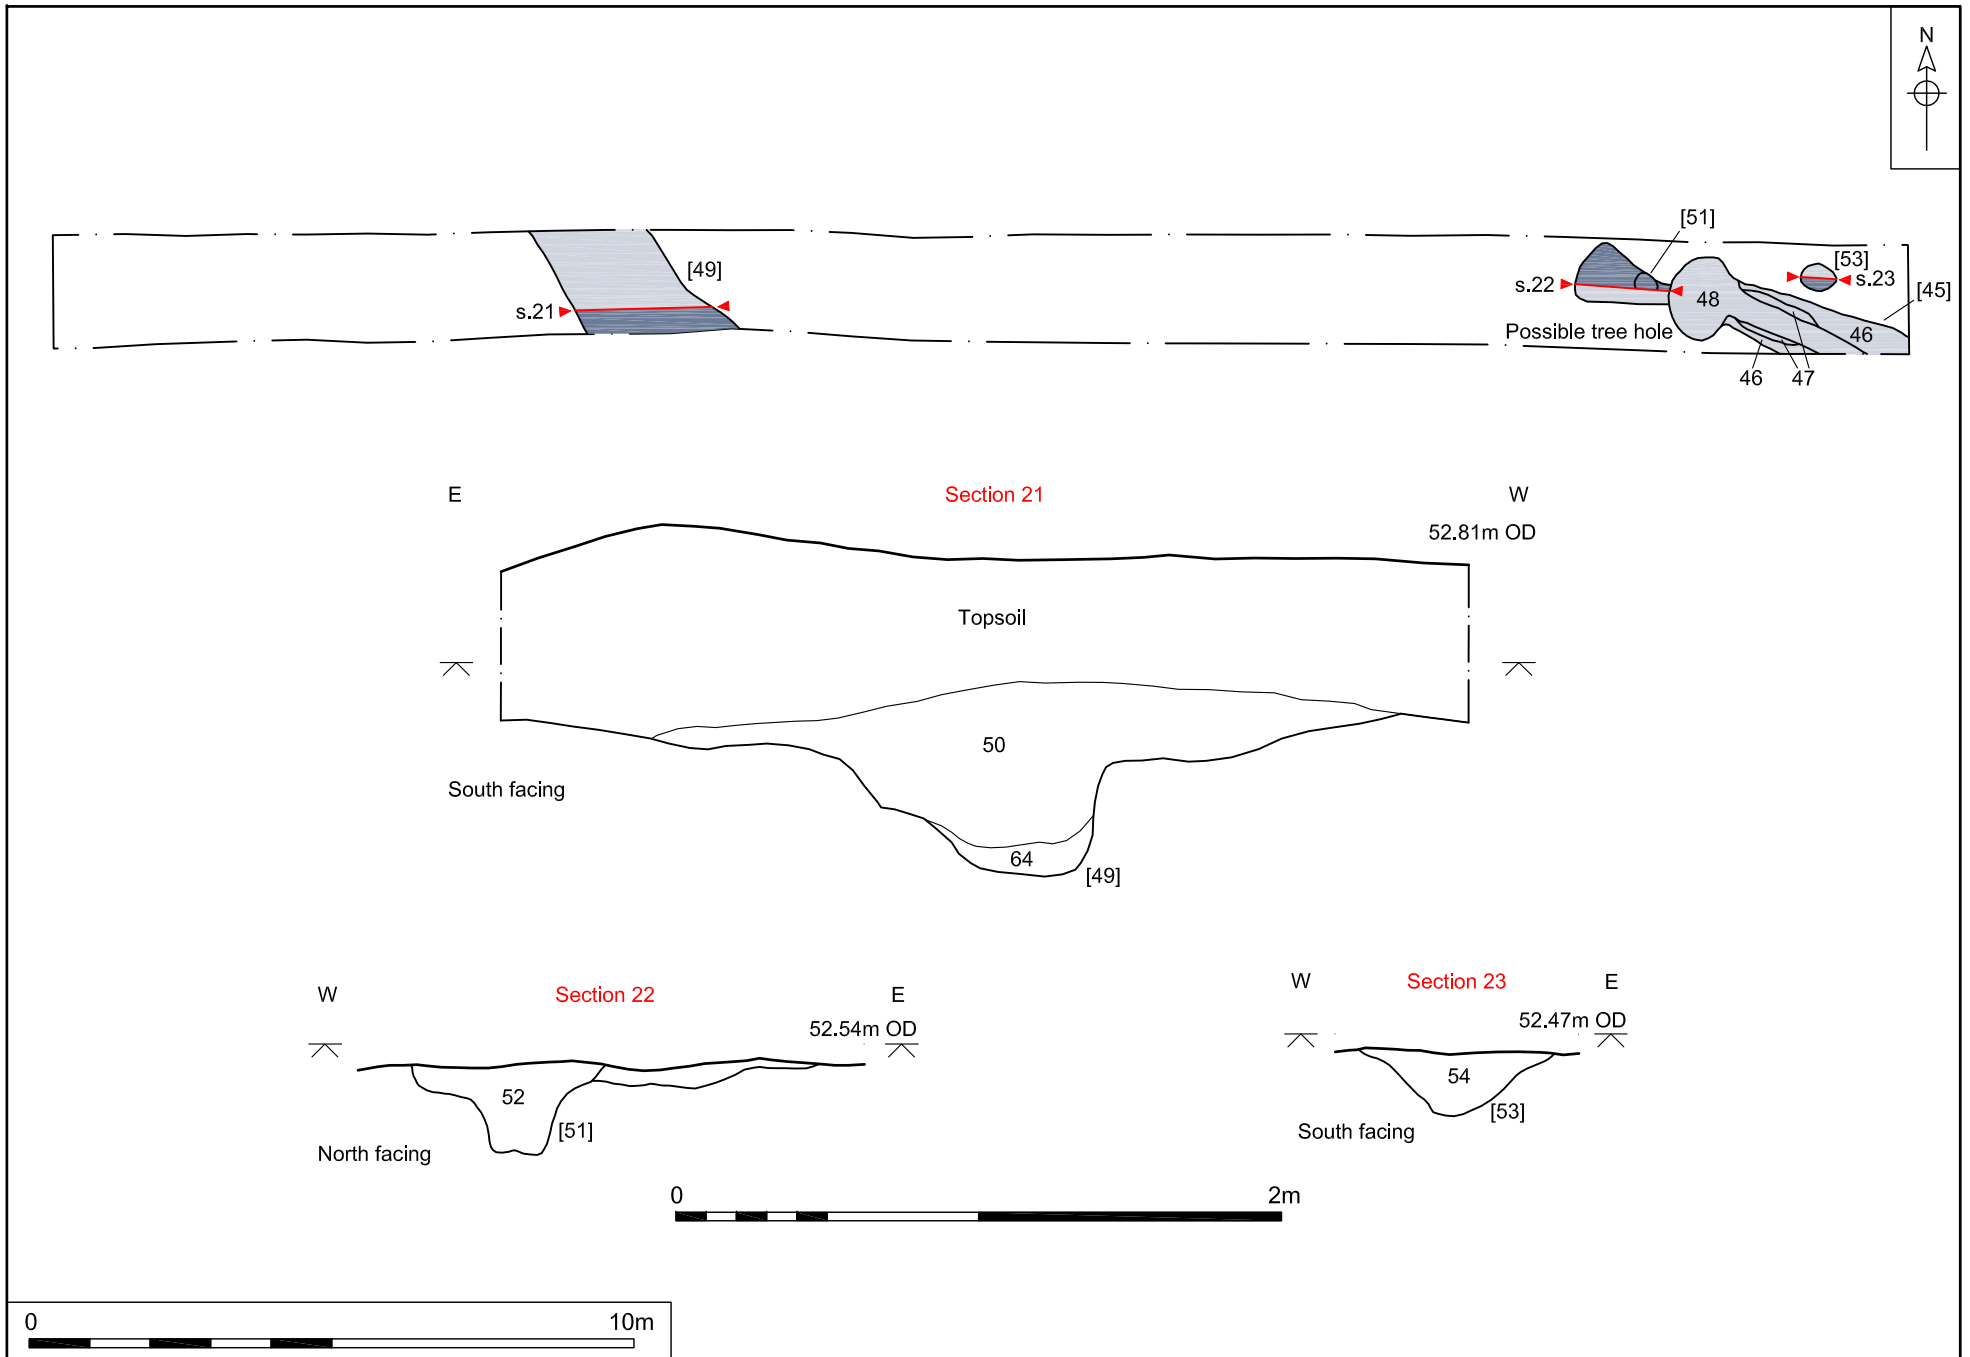 N
[51]
[53]
[49]
s.22
s.23
[45]
48
s.21
Possible tree hole
46
46
47
E
Section 21
W
52.81m OD
Topsoil
50
South facing
64
[49]
W
Section 22
E
52.54m OD
52
[51]
North facing
W
Section 23
E
52.47m OD
54
[53]
South facing
0
2m
0
10m